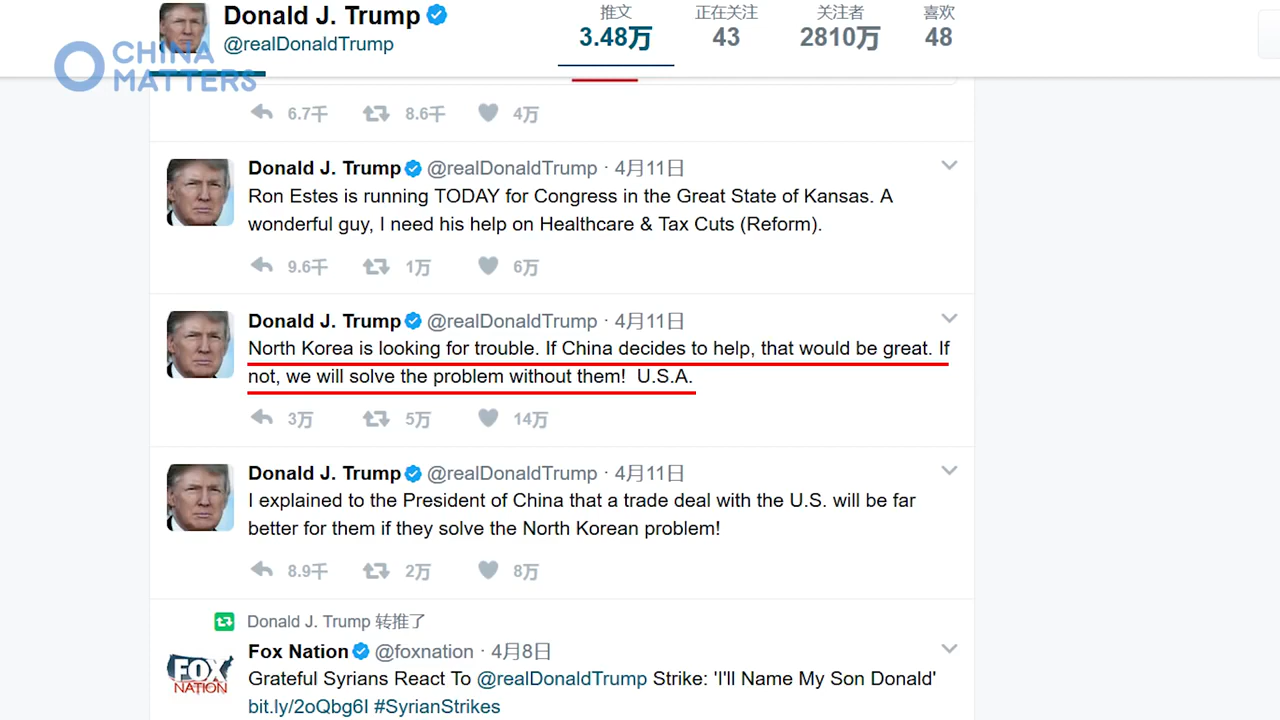 Donald J. Trump
@realDonaldTrump
推文 正在关注 关注者 喜欢
3.48万 43 2810万 48
CHINA
MATTERS
6.7千 8.6千 4万
Donald J. Trump @realDonaldTrump · 4月11日
Ron Estes is running TODAY for Congress in the Great State of Kansas. A
wonderful guy, I need his help on Healthcare & Tax Cuts (Reform).
9.6千 1万 6万
Donald J. Trump @realDonaldTrump · 4月11日
North Korea is looking for trouble. If China decides to help, that would be great. If
not, we will solve the problem without them!  U.S.A.
3万 5万 14万
Donald J. Trump @realDonaldTrump · 4月11日
I explained to the President of China that a trade deal with the U.S. will be far
better for them if they solve the North Korean problem!
8.9千 2万 8万
Donald J. Trump 转推了
Fox Nation @foxnation · 4月8日
FOX
NATION
Grateful Syrians React To @realDonaldTrump Strike: 'I'll Name My Son Donald'
bit.ly/2oQbg6I #SyrianStrikes